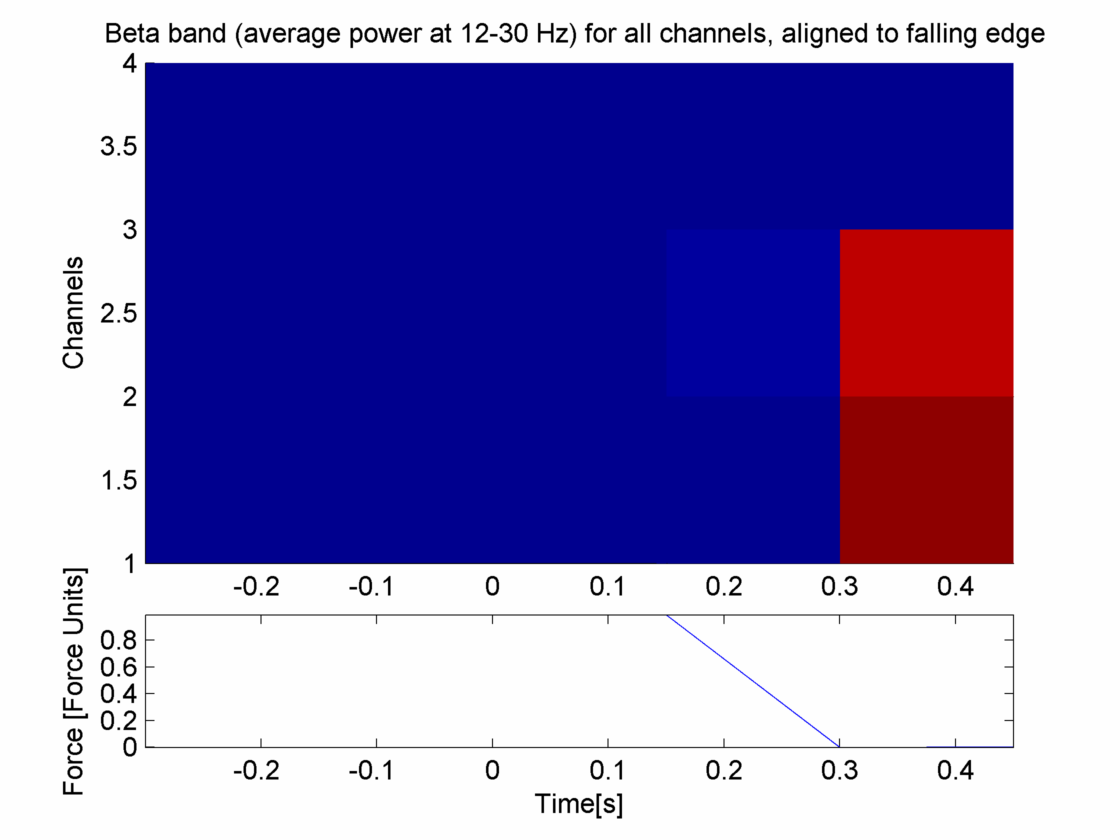 Beta band (average power at 12-30 Hz) for all channels, aligned to falling edge
4
3.5
3
2.5
2
1.5
1
Channels
-0.2 -0.1 0 0.1 0.2 0.3 0.4
Force [Force Units]
0.8
0.6
0.4
0.2
0
-0.2 -0.1 0 0.1 0.2 0.3 0.4
Time[s]